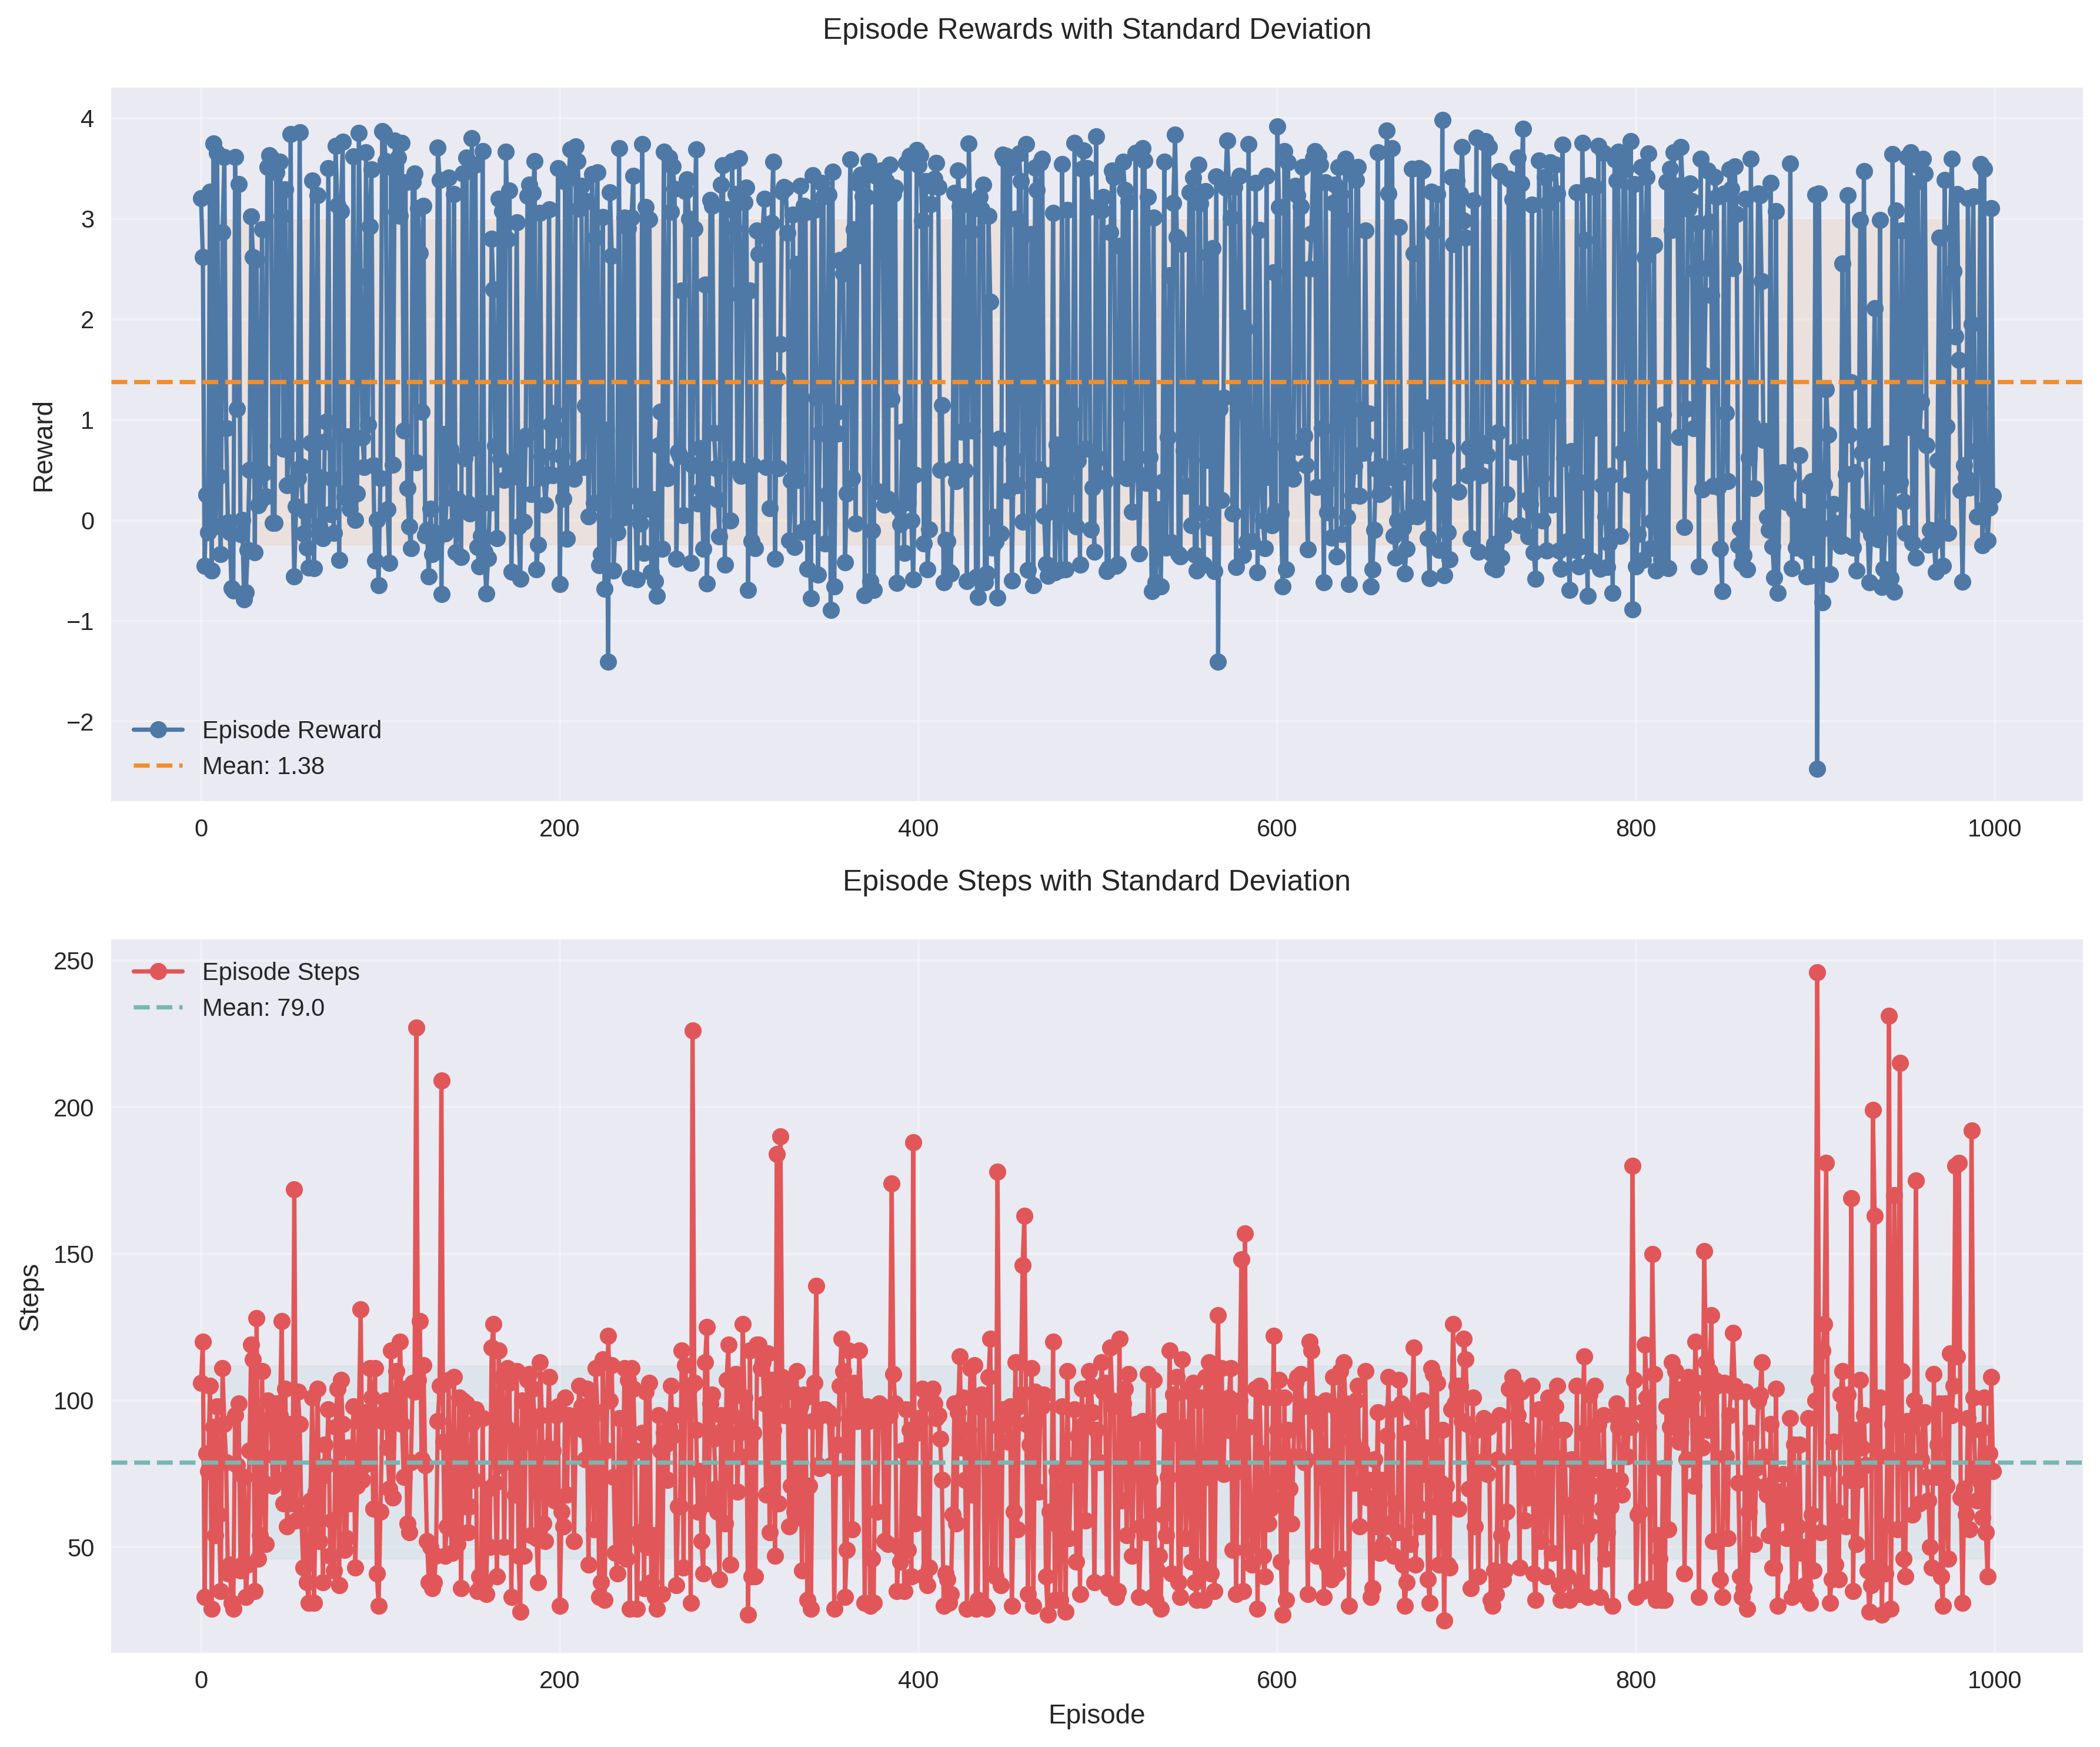 Episode Rewards with Standard Deviation
4
3
2
1
0
−1
−2
Reward
Episode Reward
Mean: 1.38
0
200
400
600
800
1000
Episode Steps with Standard Deviation
250
200
150
100
50
Steps
Episode Steps
Mean: 79.0
0
200
400
600
800
1000
Episode